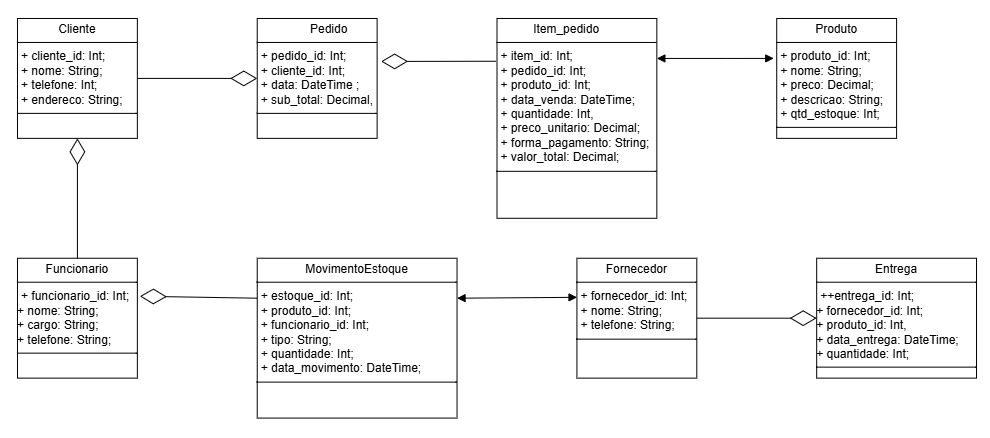 Cliente
+ cliente_id: Int;
+ nome: String;
+ telefone: Int;
+ endereco: String;
Pedido
+ pedido_id: Int;
+ cliente_id: Int;
+ data: DateTime ;
+ sub_total: Decimal,
Item_pedido
+ item_id: Int;
+ pedido_id: Int;
+ produto_id: Int;
+ data_venda: DateTime;
+ quantidade: Int,
+ preco_unitario: Decimal;
+ forma_pagamento: String;
+ valor_total: Decimal;
Produto
+ produto_id: Int;
+ nome: String;
+ preco: Decimal;
+ descricao: String;
+ qtd_estoque: Int;
Funcionario
+ funcionario_id: Int;
+ nome: String;
+ cargo: String;
+ telefone: String;
MovimentoEstoque
+ estoque_id: Int;
+ produto_id: Int;
+ funcionario_id: Int;
+ tipo: String;
+ quantidade: Int;
+ data_movimento: DateTime;
Fornecedor
+ fornecedor_id: Int;
+ nome: String;
+ telefone: String;
Entrega
++entrega_id: Int;
+ fornecedor_id: Int;
+ produto_id: Int,
+ data_entrega: DateTime;
+ quantidade: Int;